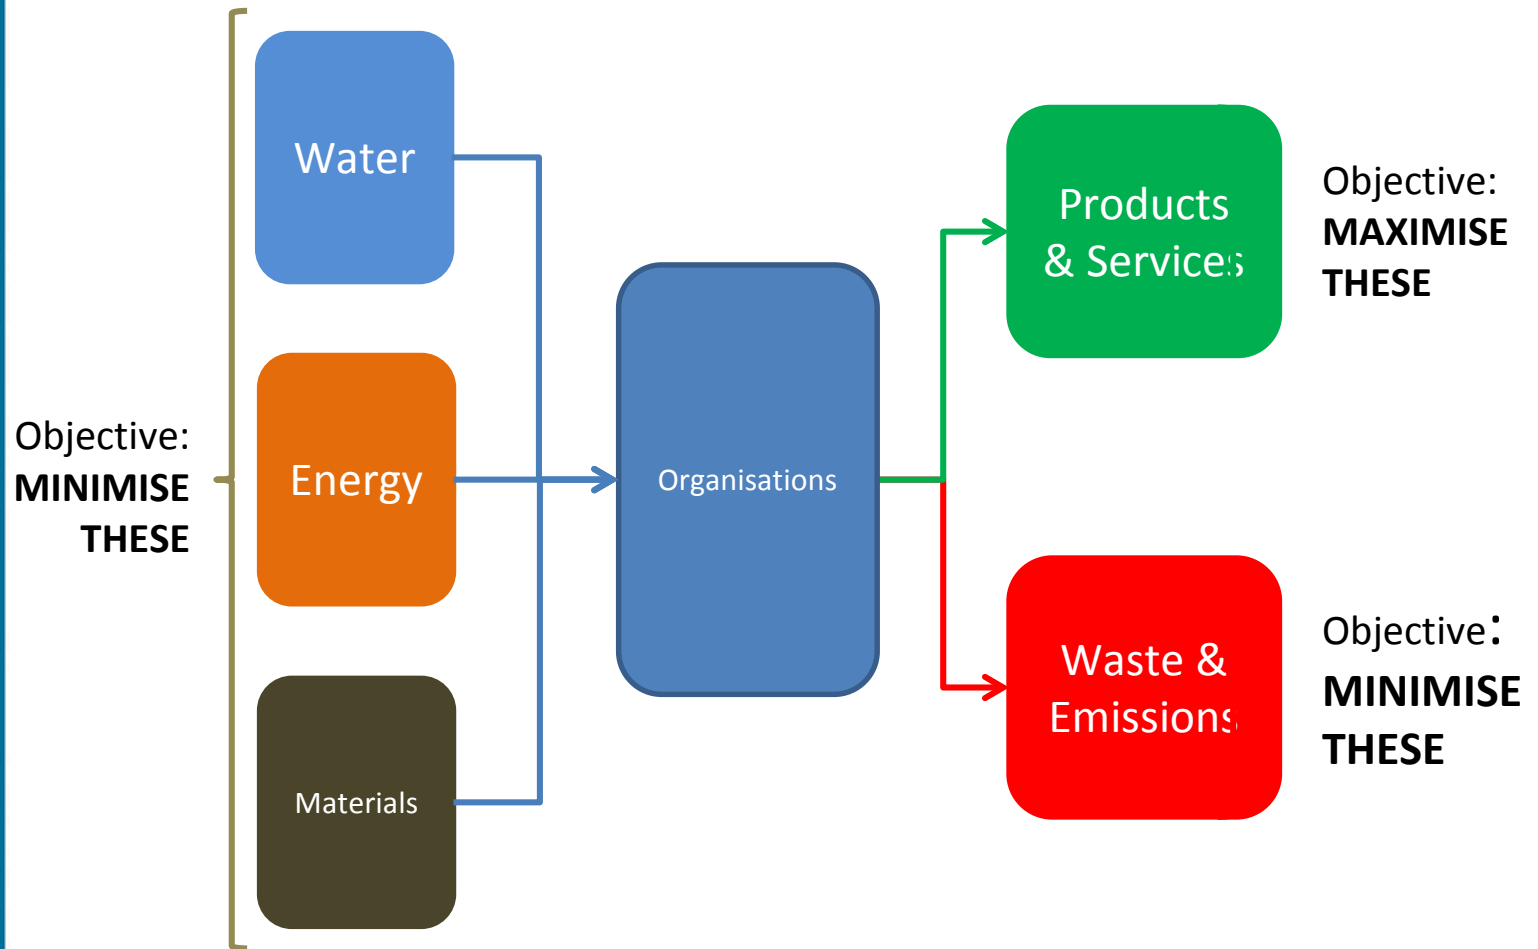 Objective:
MINIMISE
THESE
Water
Energy
Materials
Organisations
Products
& Services
Objective:
MAXIMISE
THESE
Waste &
Emissions
Objective:
MINIMISE
THESE